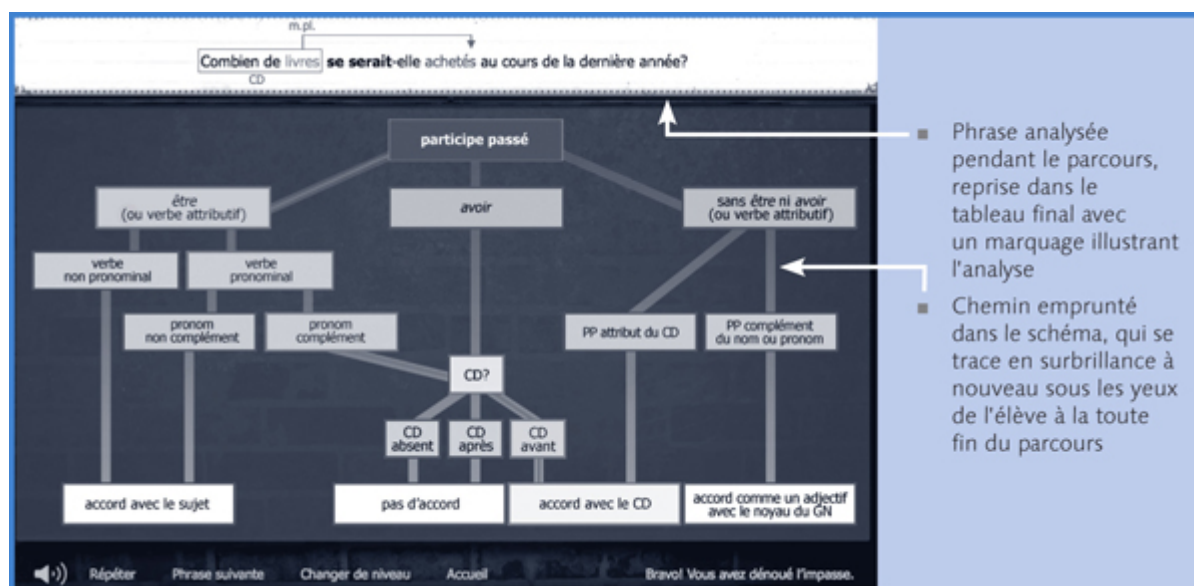 m.pl.
Combien de livres se serait-elle achetés au cours de la dernière année?
CD
participe passé
être
(ou verbe attributif)
avoir
sans être ni avoir
(ou verbe attributif)
verbe
non pronominal
verbe
pronominal
pronom
non complément
pronom
complément
PP attribut du CD
PP complément
du nom ou pronom
CD?
CD
absent
CD
après
CD
avant
accord avec le sujet
pas d'accord
accord avec le CD
accord comme un adjectif
avec le noyau du GN
Répéter Phrase suivante Changer de niveau Accueil Bravo! Vous avez dénoué l'impasse.
Phrase analysée
pendant le parcours,
reprise dans le
tableau final avec
un marquage illustrant
l'analyse
Chemin emprunté
dans le schéma, qui se
trace en surbrillance à
nouveau sous les yeux
de l'élève à la toute
fin du parcours